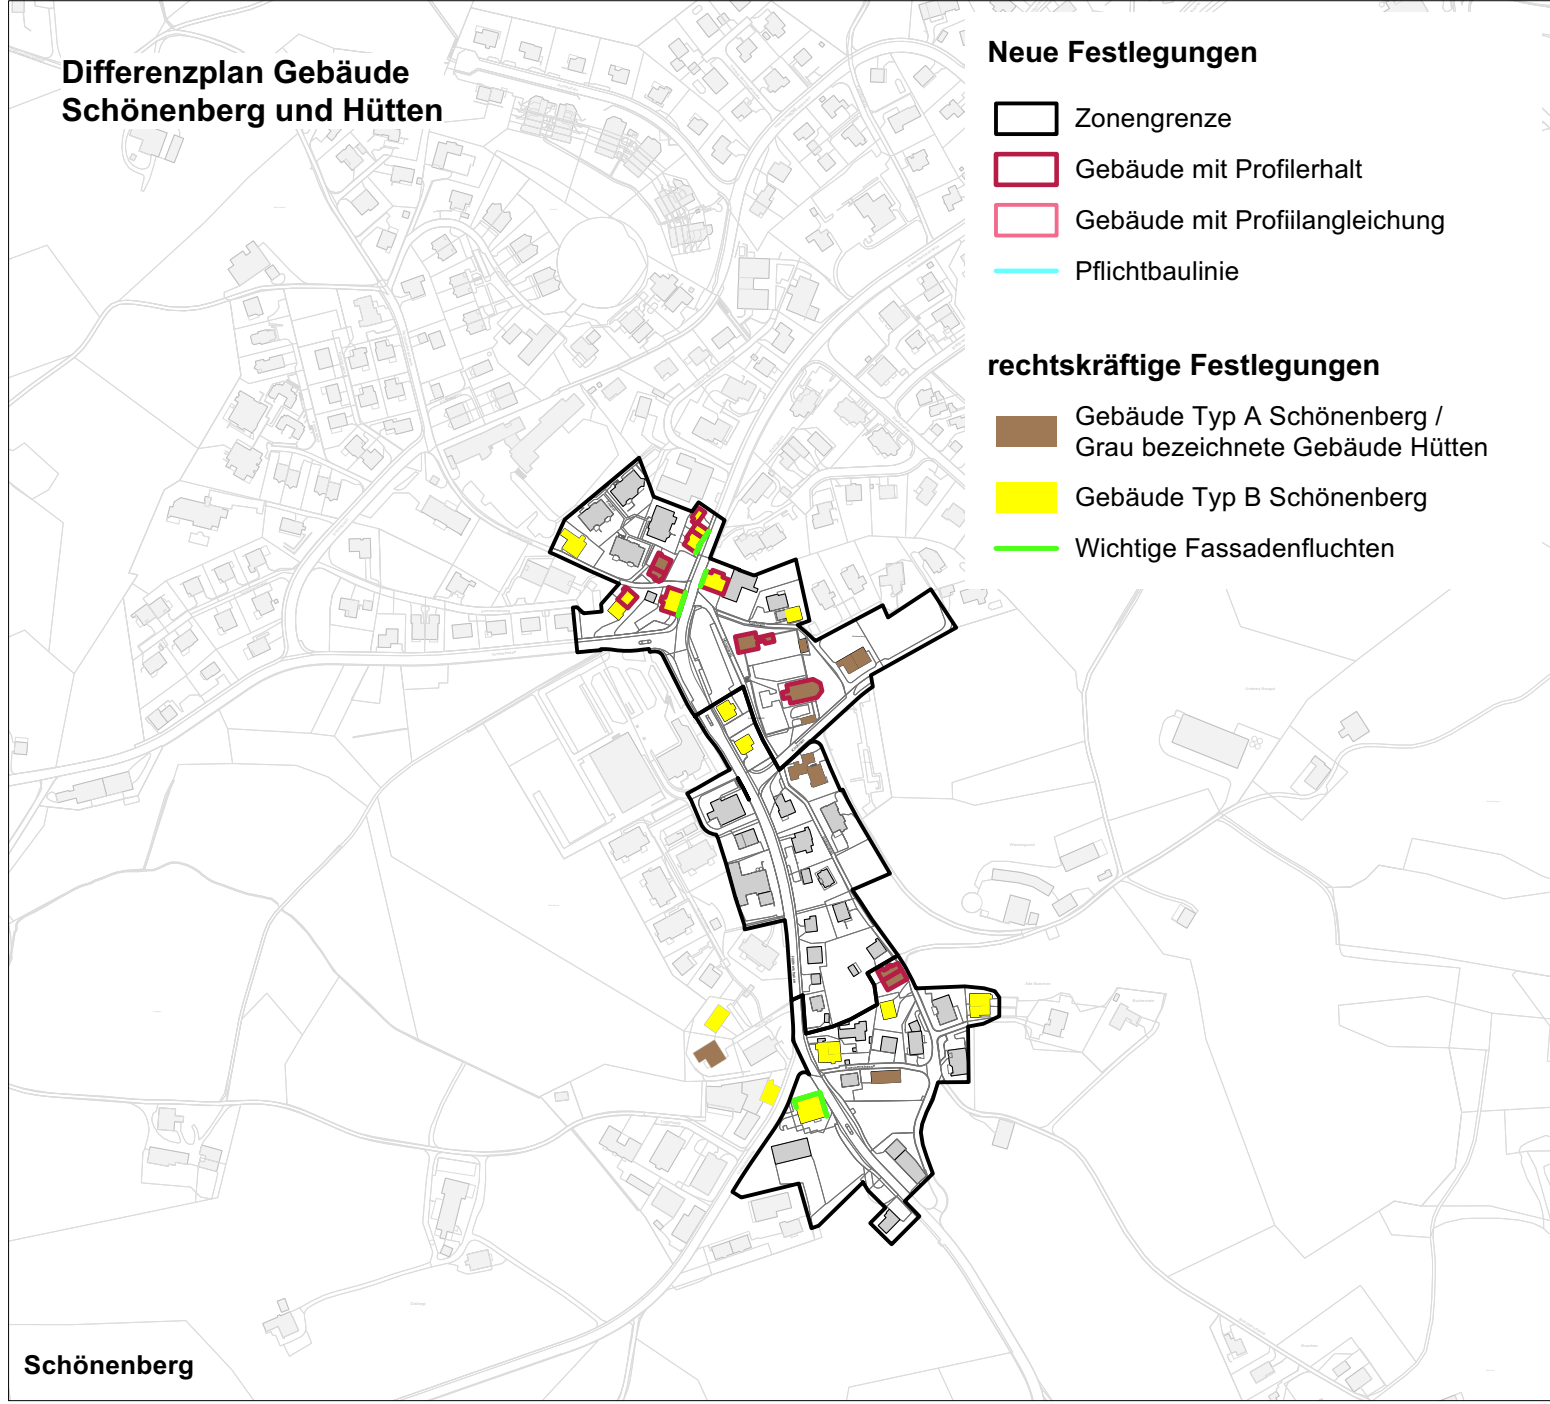 Differenzplan Gebäude
Schönenberg und Hütten
Neue Festlegungen
Zonengrenze
Gebäude mit Profilerhalt
Gebäude mit Profiilangleichung
Pflichtbaulinie
rechtskräftige Festlegungen
Gebäude Typ A Schönenberg /
Grau bezeichnete Gebäude Hütten
Gebäude Typ B Schönenberg
Wichtige Fassadenfluchten
Schönenberg